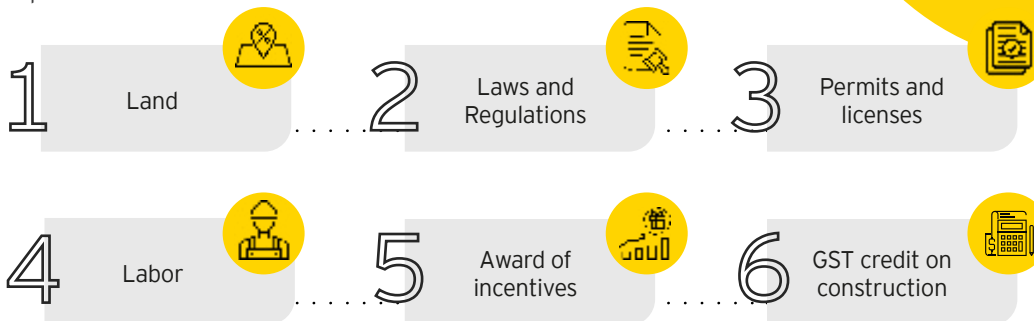 1
Land
2
Laws and
Regulations
3
Permits and
licenses
4
Labor
5
Award of
incentives
6
GST credit on
construction